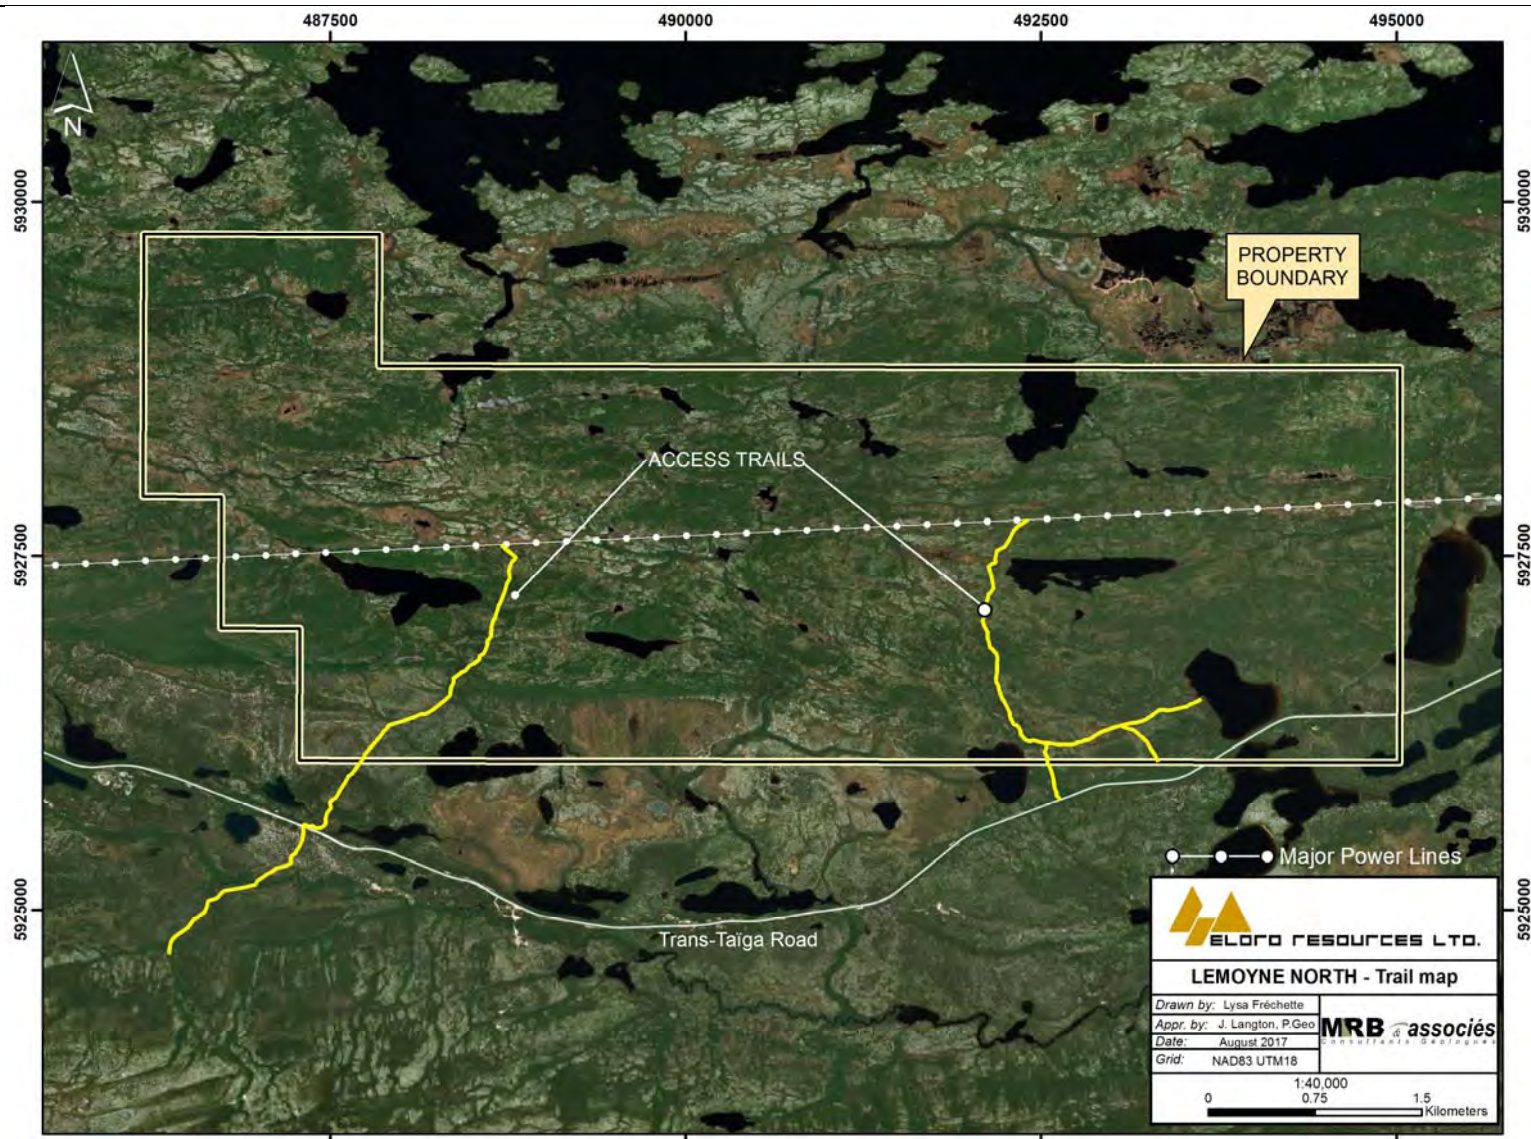 487500 490000 492500 495000
N
5930000 5930000
PROPERTY
BOUNDARY
ACCESS TRAILS
5927500 5927500
Major Power Lines
5925000 5925000
Trans-Taïga Road
ELORO RESOURCES LTD.
LEMOYNE NORTH - Trail map
Drawn by: Lysa Fréchette
Appr. by: J. Langton, P.Geo
Date: August 2017
Grid: NAD83 UTM18
MRB & associés
Consultants Géologues
1:40,000
0 0.75 1.5
Kilometers